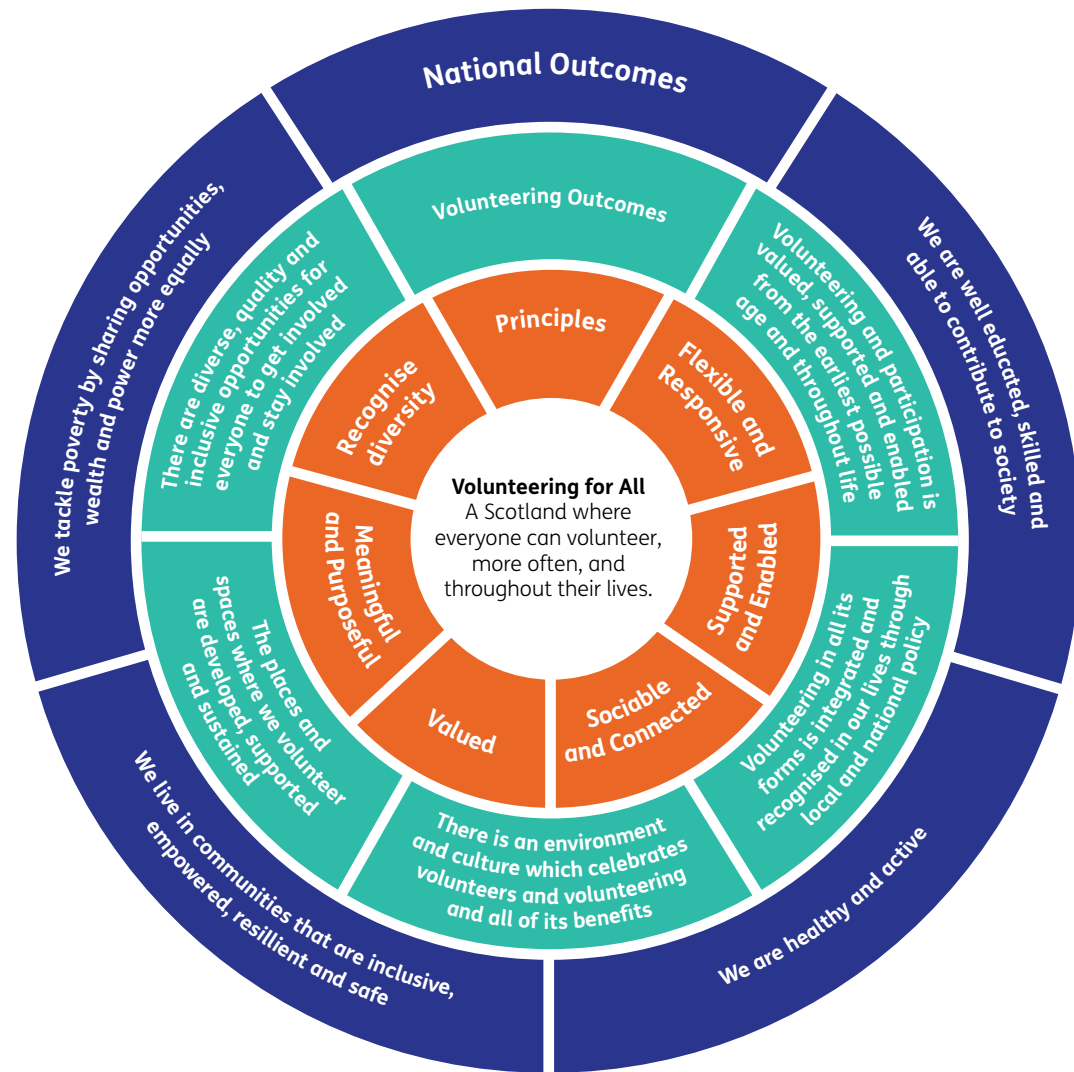 National Outcomes
We are well educated, skilled and
able to contribute to society
We are healthy and active
We live in communities that are inclusive,
empowered, resilient and safe
We tackle poverty by sharing opportunities,
wealth and power more equally
Volunteering Outcomes
Volunteering and participation is
valued, supported and enabled
from the earliest possible
age and throughout life
Volunteering in all its
forms is integrated and
recognised in our lives through
local and national policy
There is an environment
and culture which celebrates
volunteers and volunteering
and all of its benefits
The places and
spaces where we volunteer
are developed, supported
and sustained
There are diverse, quality and
inclusive opportunities for
everyone to get involved
and stay involved
Principles
Flexible and
Responsive
Supported
and Enabled
Sociable
and Connected
Valued
Meaningful
and Purposeful
Recognise
diversity
Volunteering for All
A Scotland where
everyone can volunteer,
more often, and
throughout their lives.